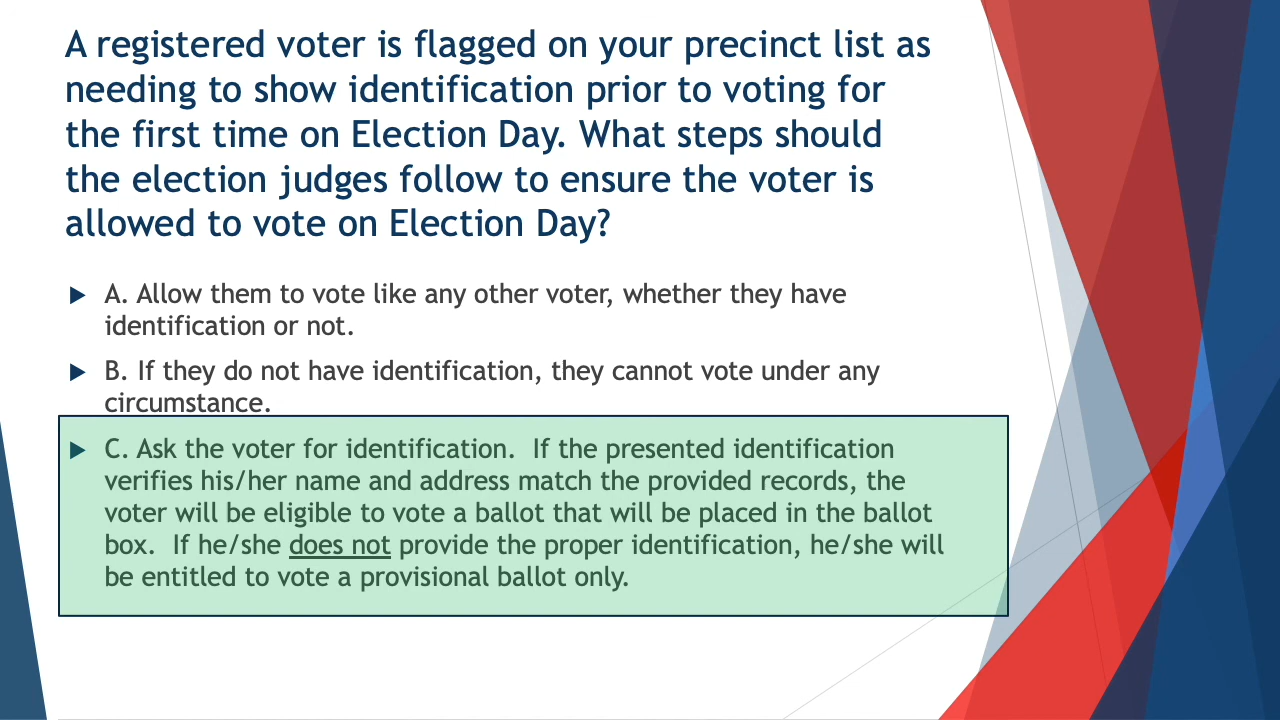 A registered voter is flagged on your precinct list as
needing to show identification prior to voting for
the first time on Election Day. What steps should
the election judges follow to ensure the voter is
allowed to vote on Election Day?
A. Allow them to vote like any other voter, whether they have
identification or not.
B. If they do not have identification, they cannot vote under any
circumstance.
C. Ask the voter for identification.  If the presented identification
verifies his/her name and address match the provided records, the
voter will be eligible to vote a ballot that will be placed in the ballot
box.  If he/she does not provide the proper identification, he/she will
be entitled to vote a provisional ballot only.